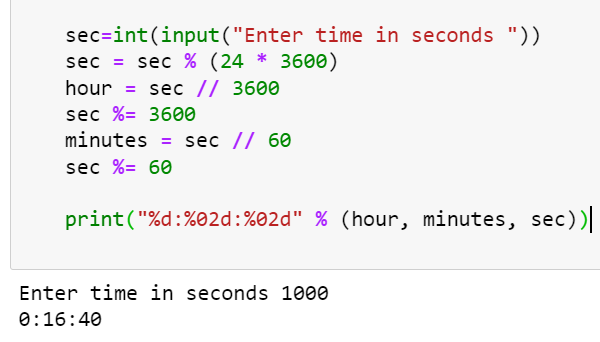 sec=int(input("Enter time in seconds "))
sec = sec % (24 * 3600)
hour = sec // 3600
sec %= 3600
minutes = sec // 60
sec %= 60
print("%d:%02d:%02d" % (hour, minutes, sec))
Enter time in seconds 1000
0:16:40